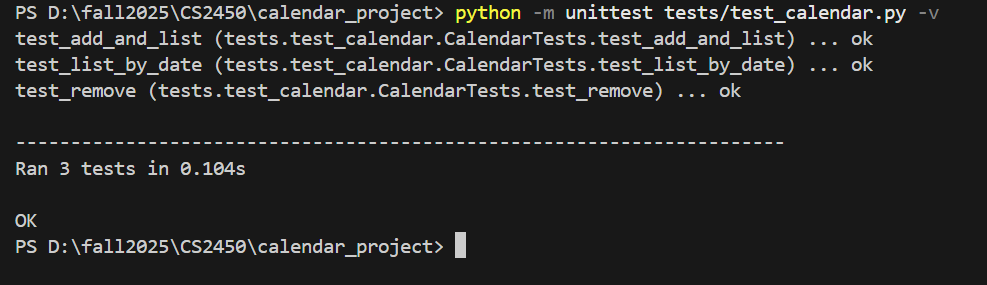 PS D:\fall2025\CS2450\calendar_project> python -m unittest tests/test_calendar.py -v
test_add_and_list (tests.test_calendar.CalendarTests.test_add_and_list) ... ok
test_list_by_date (tests.test_calendar.CalendarTests.test_list_by_date) ... ok
test_remove (tests.test_calendar.CalendarTests.test_remove) ... ok
----------------------------------------------------------------------
Ran 3 tests in 0.104s
OK
PS D:\fall2025\CS2450\calendar_project>